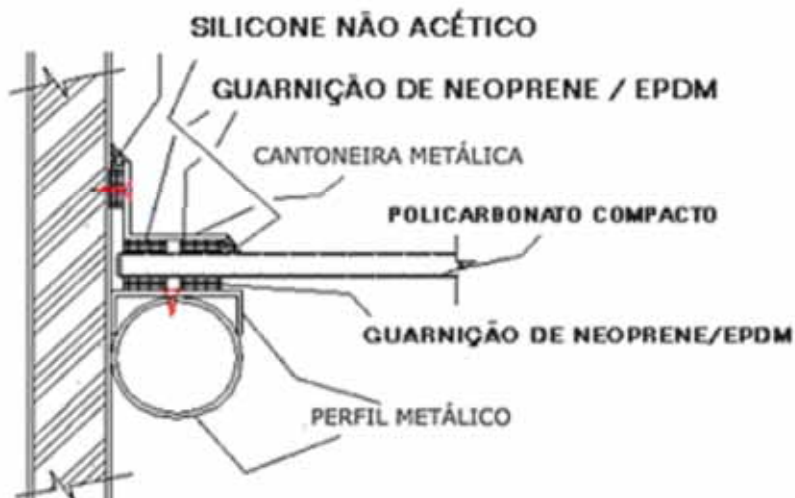 SILICONE NÃO ACÉTICO
GUARNIÇÃO DE NEOPRENE / EPDM
CANTONEIRA METÁLICA
POLICARBONATO COMPACTO
GUARNIÇÃO DE NEOPRENE/EPDM
PERFIL METÁLICO